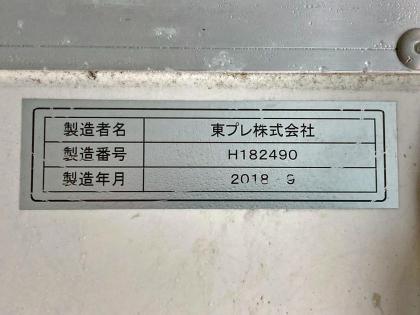 製造者名 東プレ株式会社
製造番号 H182490
製造年月 2018 9